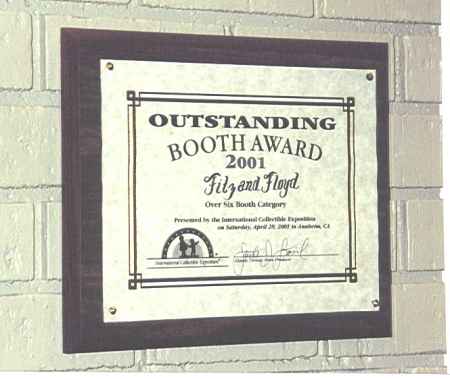 OUTSTANDING
BOOTH AWARD
2001
Fitz and Floyd
Over Six Booth Category
Presented by the International Collectible Exposition
on Saturday, April 29, 2001 in Anaheim, CA
International Collectible Exposition